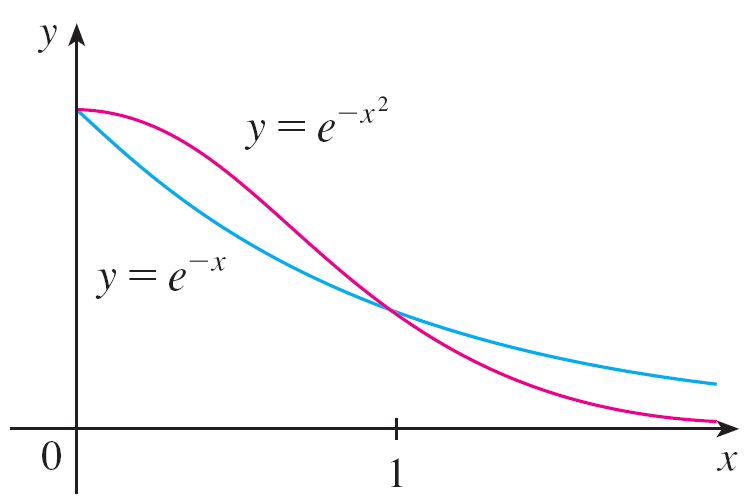 y
y = e^{-x^2}
y = e^{-x}
0
1
x